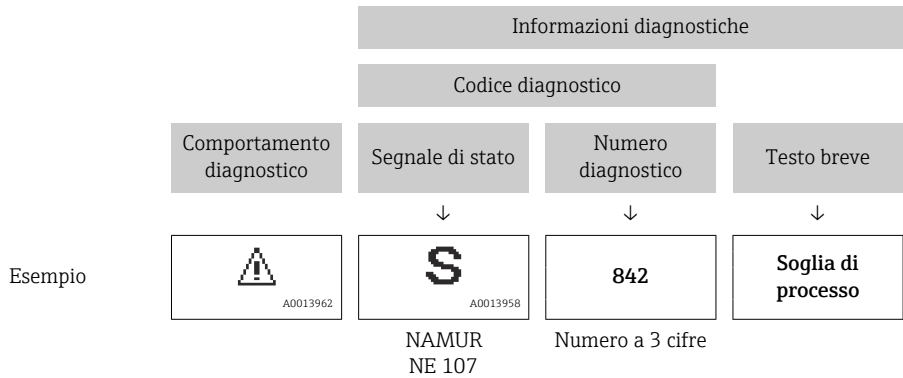 Informazioni diagnostiche
Codice diagnostico
Comportamento
diagnostico
Segnale di stato
Numero
diagnostico
Testo breve
↓ ↓ ↓
Esempio
A0013962
S
A0013958
842
Soglia di
processo
NAMUR
NE 107
Numero a 3 cifre